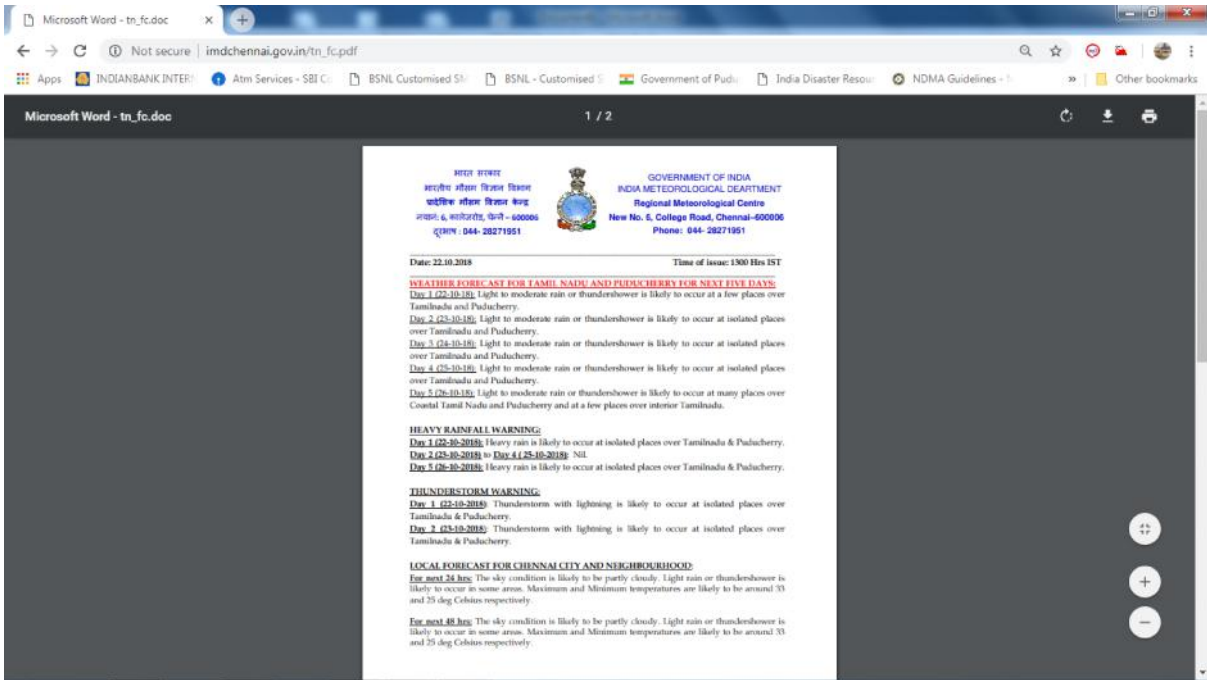 Microsoft Word - tn_fc.doc
Not secure | imdchennai.gov.in/tn_fc.pdf
Apps INDIANBANK INTER Atm Services - SBI C BSNL Customised St BSNL - Customised S Government of Pudu India Disaster Resour NDMA Guidelines - Other bookmarks
Microsoft Word - tn_fc.doc 1 / 2
भारत सरकार
भारतीय मौसम विज्ञान विभाग
प्रादेशिक मौसम विज्ञान केन्द्र
6, कालेजरोड, 600006
दूरभाष : 044- 28271951
GOVERNMENT OF INDIA
INDIA METEOROLOGICAL DEARTMENT
Regional Meteorological Centre
New No. 6, College Road, Chennai–600006
Phone: 044- 28271951
Date: 22.10.2018 Time of issue: 1300 Hrs IST
WEATHER FORECAST FOR TAMIL NADU AND PUDUCHERRY FOR NEXT FIVE DAYS:
Day 1 (22-10-18): Light to moderate rain or thundershower is likely to occur at a few places over
Tamilnadu and Puducherry.
Day 2 (23-10-18): Light to moderate rain or thundershower is likely to occur at isolated places
over Tamilnadu and Puducherry.
Day 3 (24-10-18): Light to moderate rain or thundershower is likely to occur at isolated places
over Tamilnadu and Puducherry.
Day 4 (25-10-18): Light to moderate rain or thundershower is likely to occur at isolated places
over Tamilnadu and Puducherry.
Day 5 (26-10-18): Light to moderate rain or thundershower is likely to occur at many places over
Coastal Tamil Nadu and Puducherry and at a few places over interior Tamilnadu.
HEAVY RAINFALL WARNING:
Day 1 (22-10-2018): Heavy rain is likely to occur at isolated places over Tamilnadu & Puducherry.
Day 2 (23-10-2018) to Day 4 ( 25-10-2018): Nil.
Day 5 (26-10-2018): Heavy rain is likely to occur at isolated places over Tamilnadu & Puducherry.
THUNDERSTORM WARNING:
Day 1 (22-10-2018): Thunderstorm with lightning is likely to occur at isolated places over
Tamilnadu & Puducherry.
Day 2 (23-10-2018): Thunderstorm with lightning is likely to occur at isolated places over
Tamilnadu & Puducherry.
LOCAL FORECAST FOR CHENNAI CITY AND NEIGHBOURHOOD:
For next 24 hrs: The sky condition is likely to be partly cloudy. Light rain or thundershower is
likely to occur in some areas. Maximum and Minimum temperatures are likely to be around 33
and 25 deg Celsius respectively.
For next 48 hrs: The sky condition is likely to be partly cloudy. Light rain or thundershower is
likely to occur in some areas. Maximum and Minimum temperatures are likely to be around 33
and 25 deg Celsius respectively.